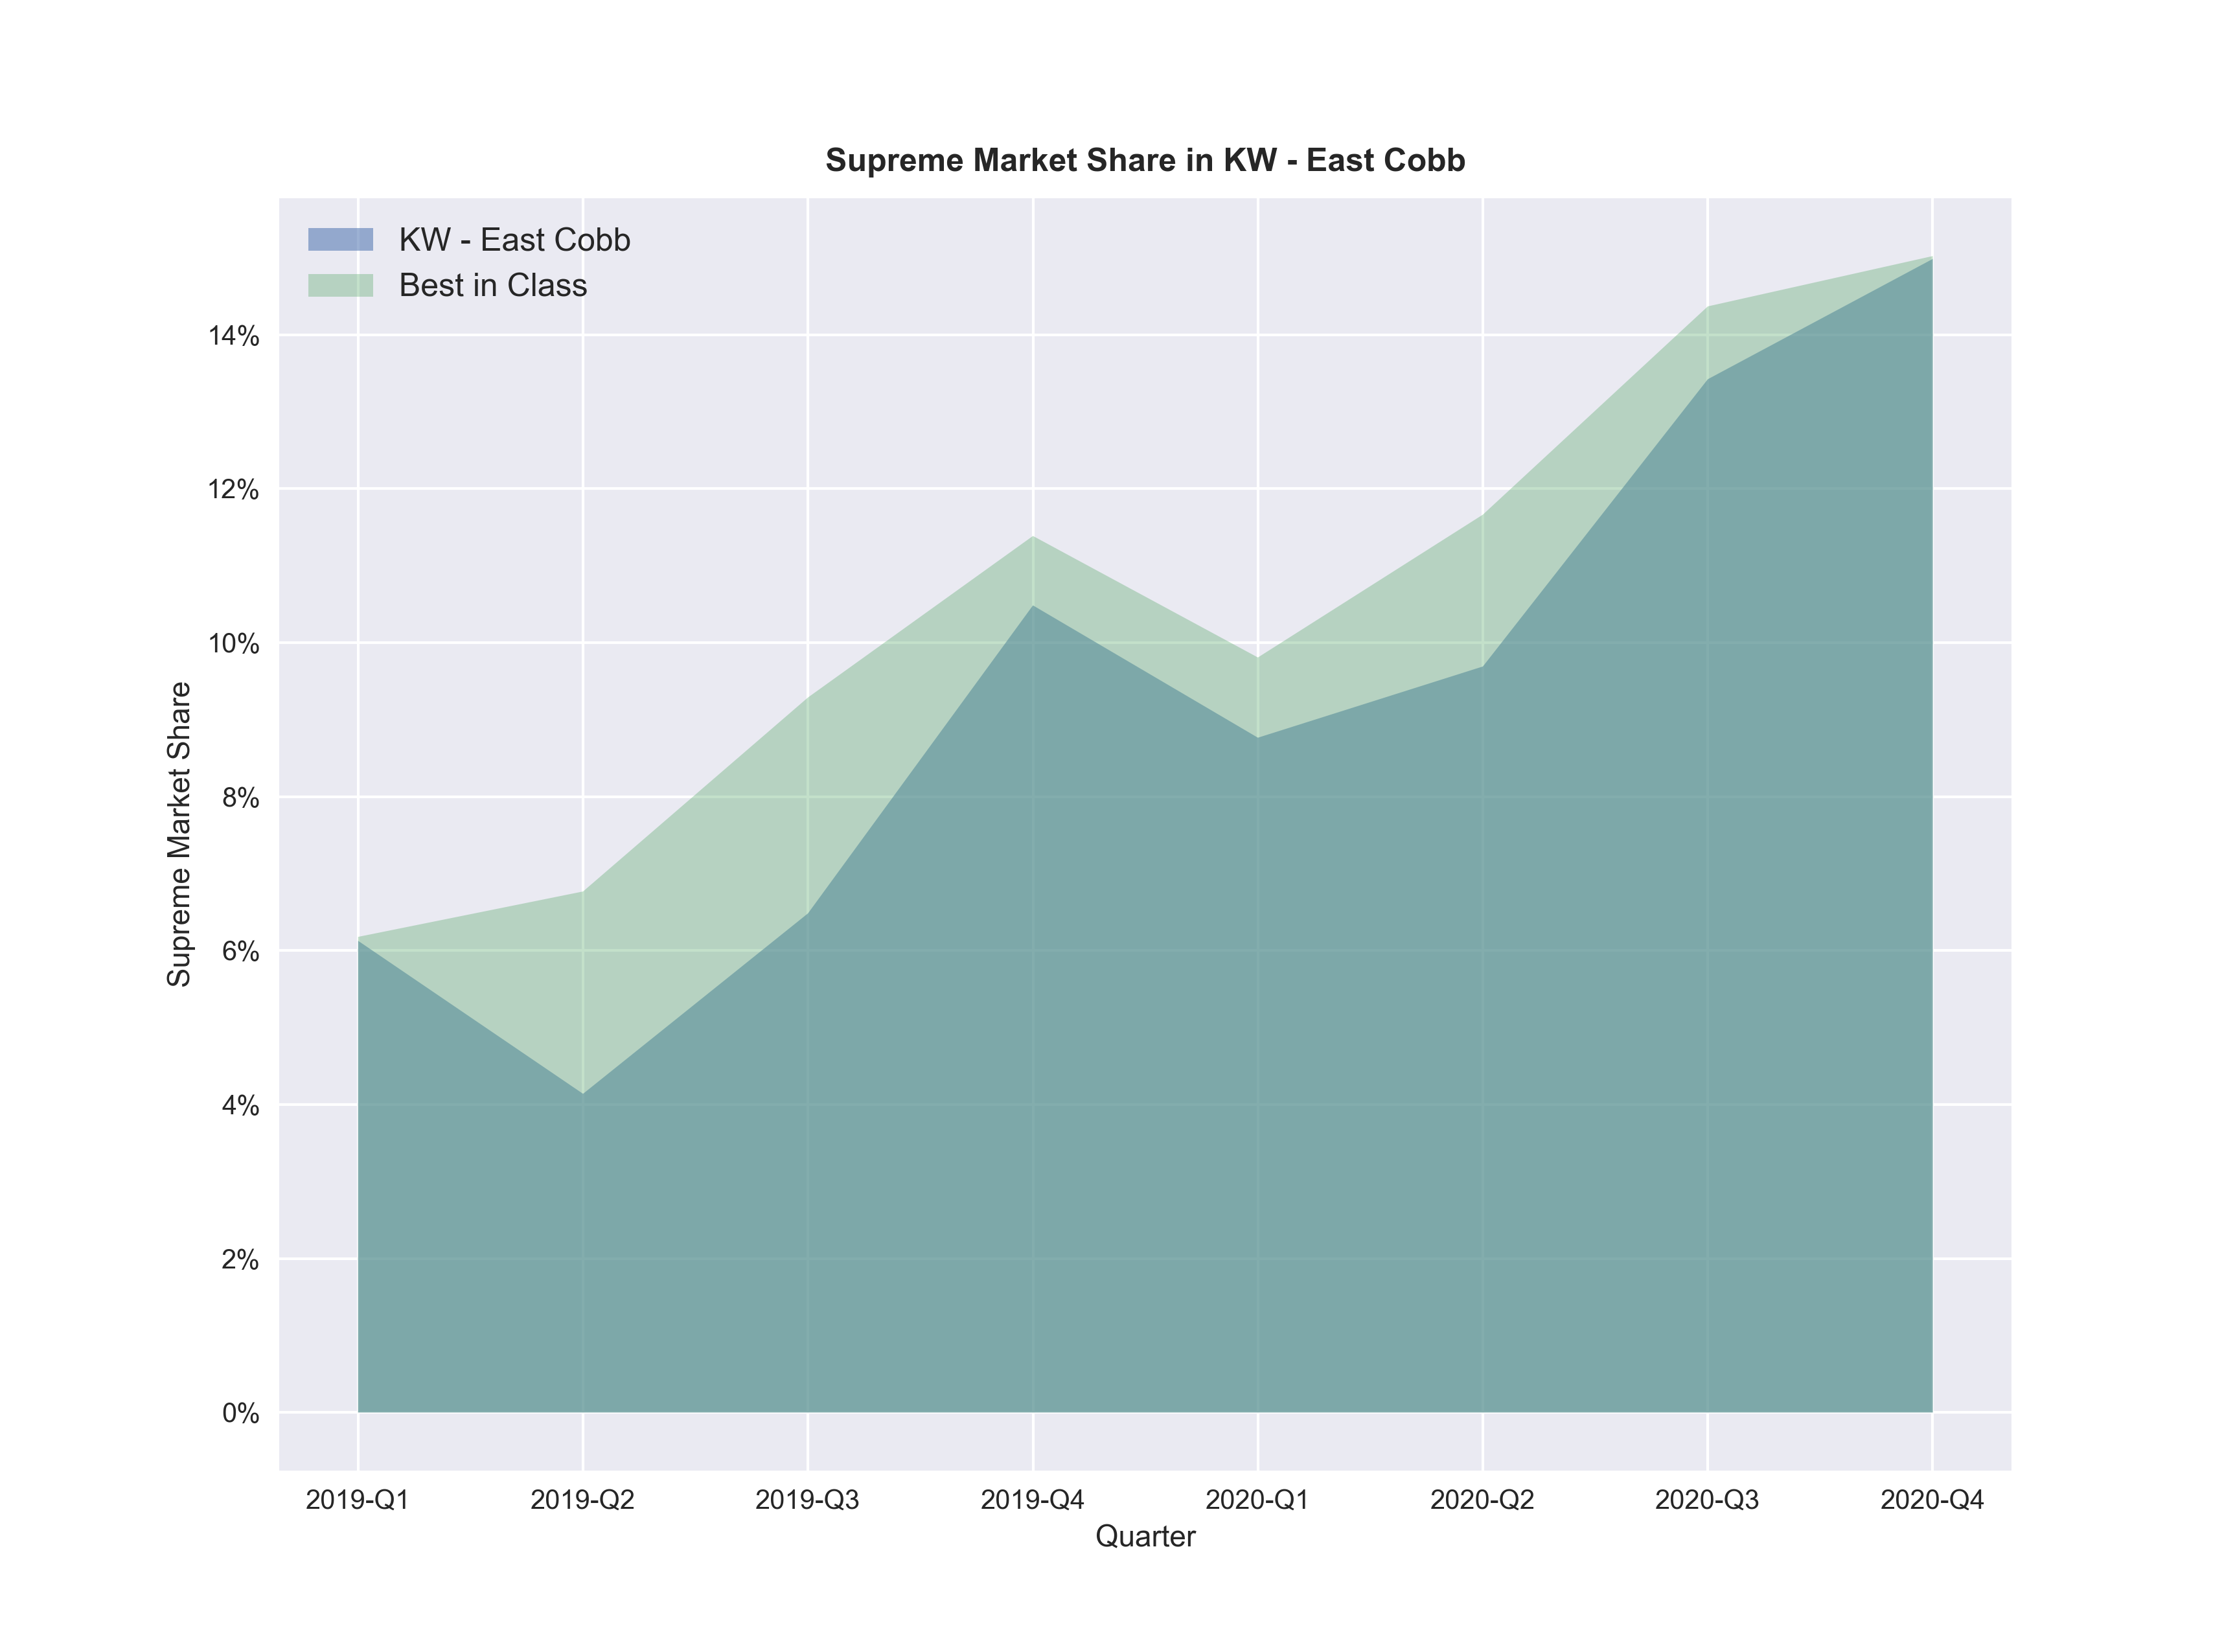 Supreme Market Share in KW - East Cobb
KW - East Cobb
Best in Class
14%
12%
10%
8%
6%
4%
2%
0%
Supreme Market Share
2019-Q1 2019-Q2 2019-Q3 2019-Q4 2020-Q1 2020-Q2 2020-Q3 2020-Q4
Quarter